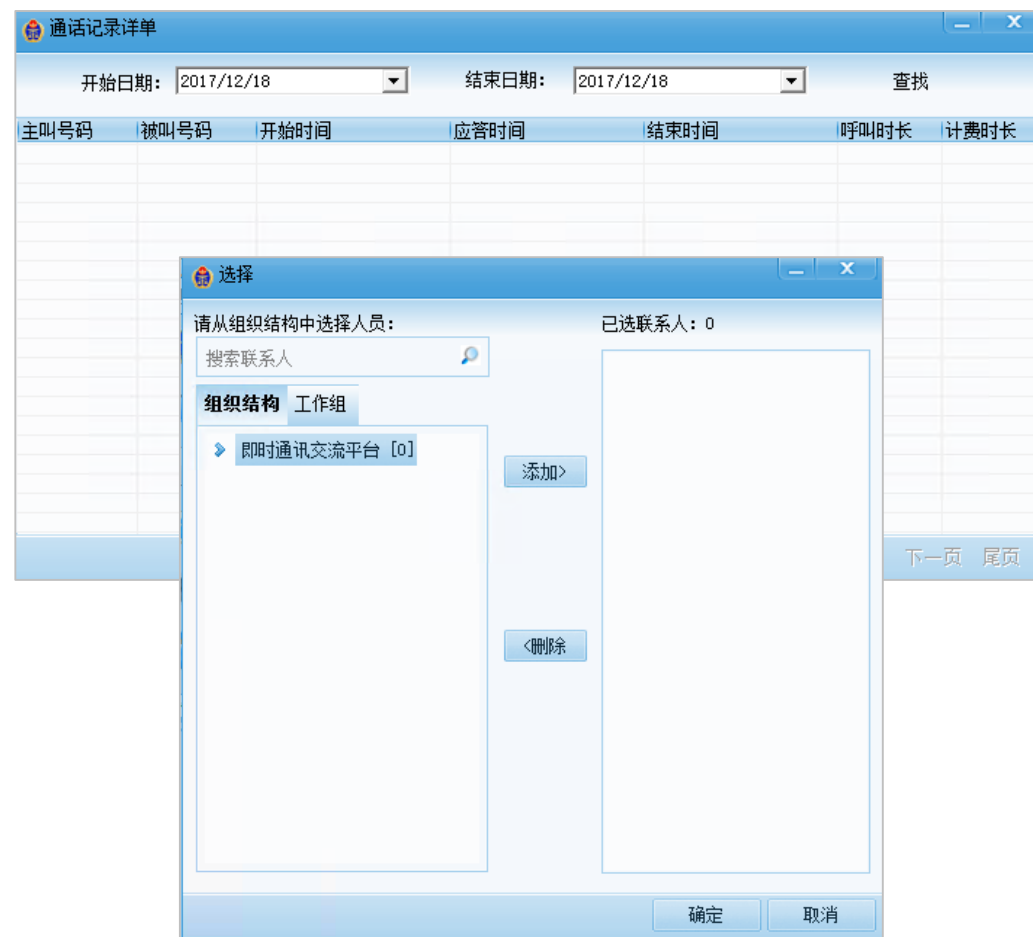 通话记录详单
开始日期: 2017/12/18 结束日期: 2017/12/18 查找
主叫号码 被叫号码 开始时间 应答时间 结束时间 呼叫时长 计费时长
选择
请从组织结构中选择人员: 已选联系人: 0
搜索联系人
组织结构 工作组
即时通讯交流平台 [0]
添加>
下一页 尾页
<删除
确定 取消